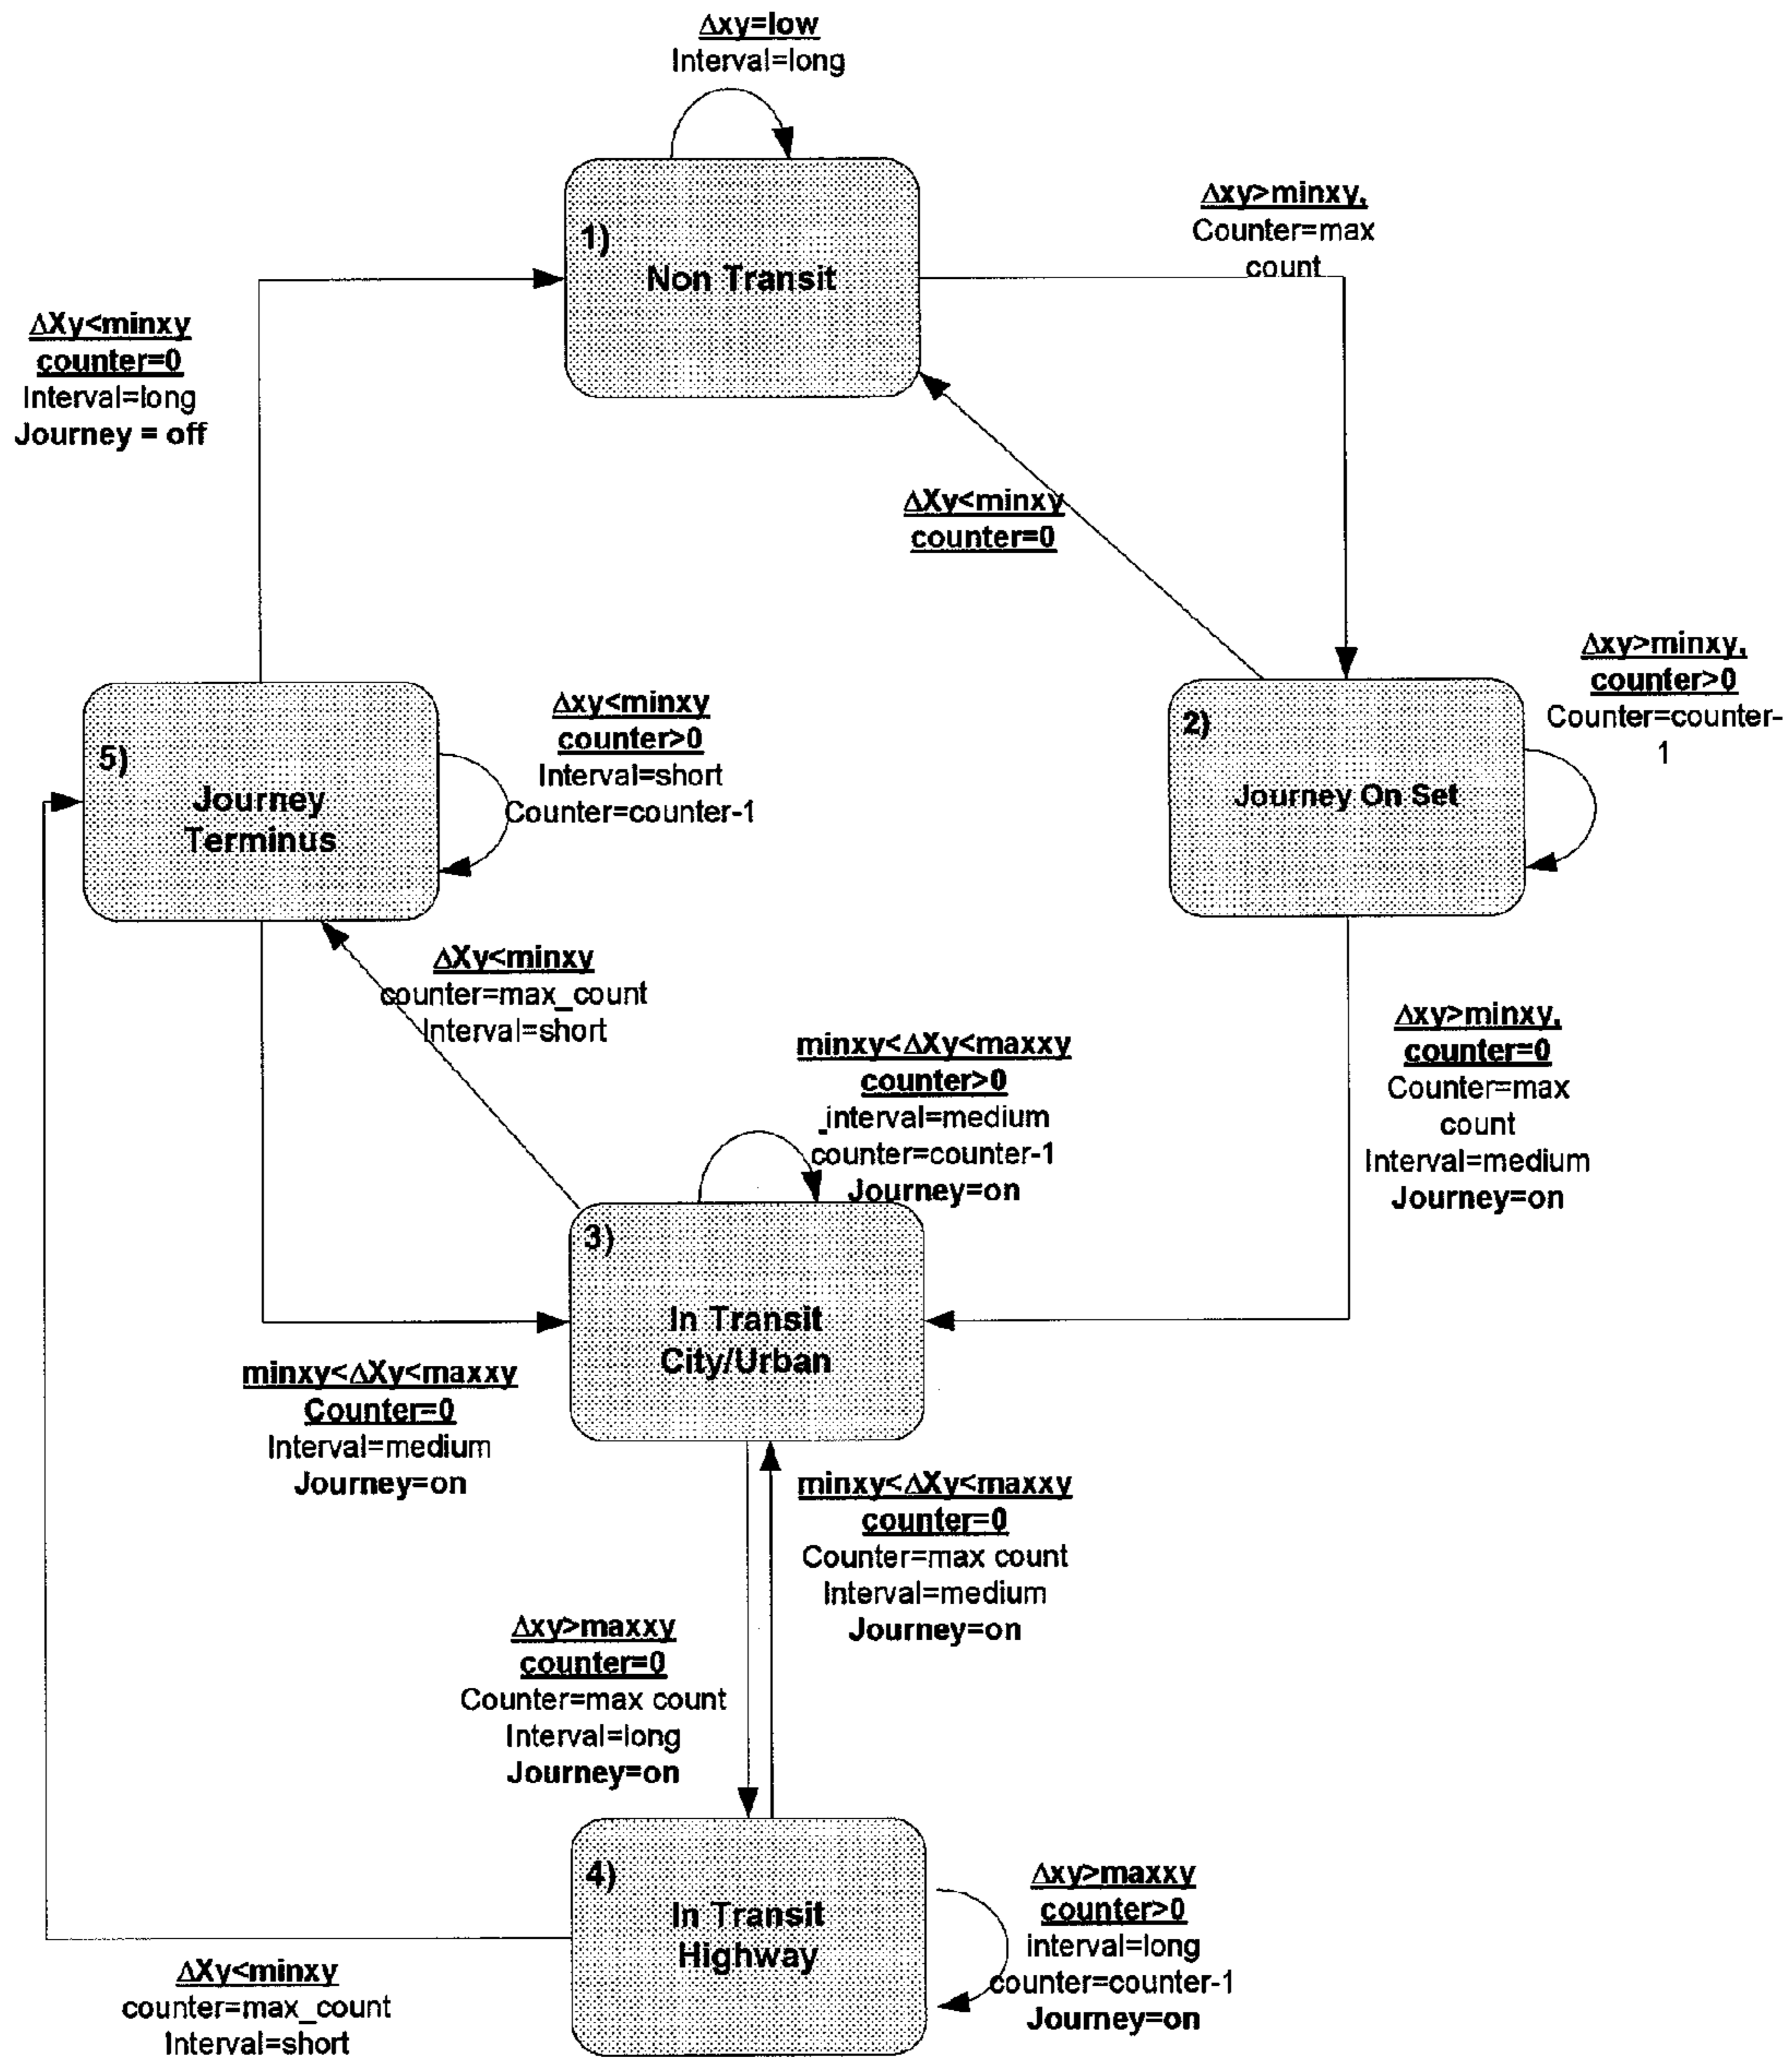 Δxy=low
Interval=long
Δxy>minxy,
Counter=max
count
1)
Non Transit
ΔXy<minxy
counter=0
Interval=long
Journey = off
ΔXy<minxy
counter=0
Δxy>minxy,
counter>0
Counter=counter-
1
2)
Journey On Set
5)
Journey
Terminus
Δxy<minxy
counter>0
Interval=short
Counter=counter-1
ΔXy<minxy
counter=max_count
Interval=short
Δxy>minxy,
counter=0
Counter=max
count
Interval=medium
Journey=on
minxy<ΔXy<maxxy
counter>0
interval=medium
counter=counter-1
Journey=on
3)
In Transit
City/Urban
minxy<ΔXy<maxxy
Counter=0
Interval=medium
Journey=on
minxy<ΔXy<maxxy
counter=0
Counter=max count
Interval=medium
Journey=on
Δxy>maxxy
counter=0
Counter=max count
Interval=long
Journey=on
4)
In Transit
Highway
Δxy>maxxy
counter>0
interval=long
counter=counter-1
Journey=on
ΔXy<minxy
counter=max_count
Interval=short